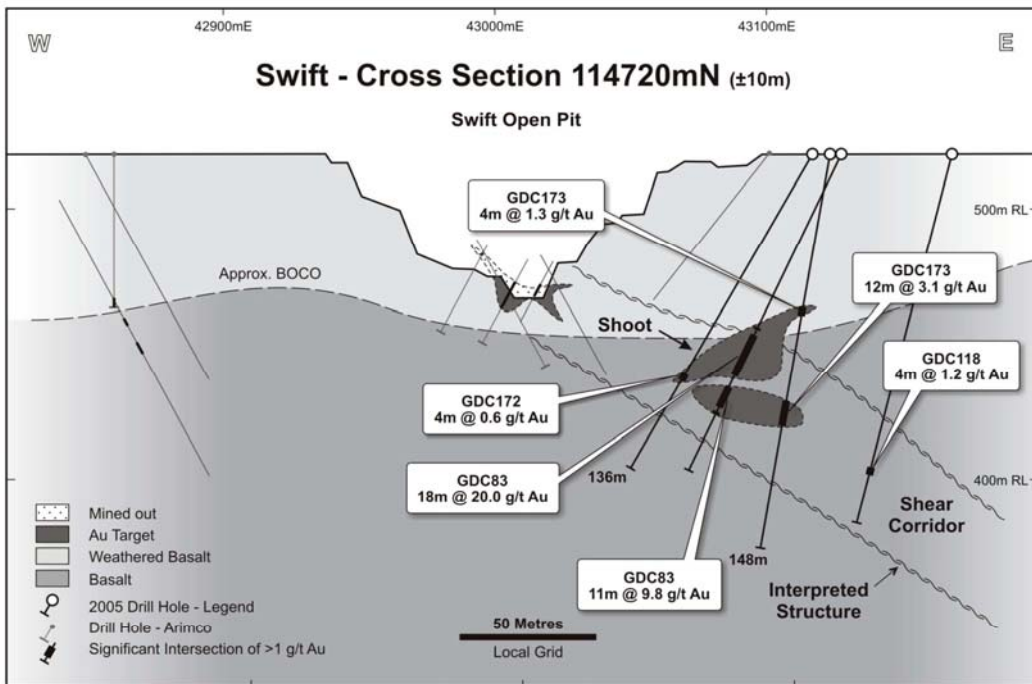 42900mE
43000mE
43100mE
W
E
Swift - Cross Section 114720mN (±10m)
Swift Open Pit
GDC173
4m @ 1.3 g/t Au
500m RL
Approx. BOCO
GDC173
12m @ 3.1 g/t Au
Shoot
GDC118
4m @ 1.2 g/t Au
GDC172
4m @ 0.6 g/t Au
136m
GDC83
18m @ 20.0 g/t Au
400m RL
Shear
Corridor
148m
GDC83
11m @ 9.8 g/t Au
Interpreted
Structure
Mined out
Au Target
Weathered Basalt
Basalt
2005 Drill Hole - Legend
Drill Hole - Arimco
Significant Intersection of >1 g/t Au
50 Metres
Local Grid